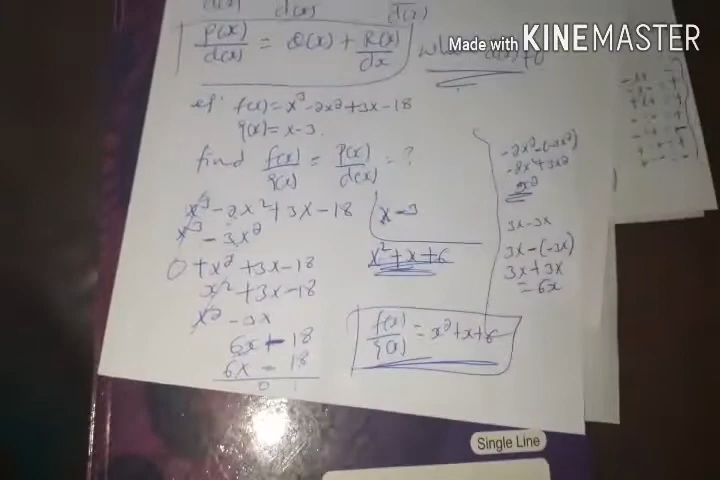 d(x) d(x)
P(x)/d(x) = Q(x) + R(x)/dx
Made with KINEMASTER
ef: f(x) = x³ - 2x² + 3x - 18
g(x) = x - 3.
find f(x)/g(x) = P(x)/d(x) = ?
x³ - 2x² + 3x - 18 x - 3
x³ - 3x² x² + x + 6
0 + x² + 3x - 18
x² + 3x - 18
x² - 3x
6x - 18
6x - 18
0
f(x)/g(x) = x² + x + 6
-2x² - (-3x²)
-2x² + 3x²
x²
3x - 3x
3x - (-3x)
3x + 3x
= 6x
Single Line